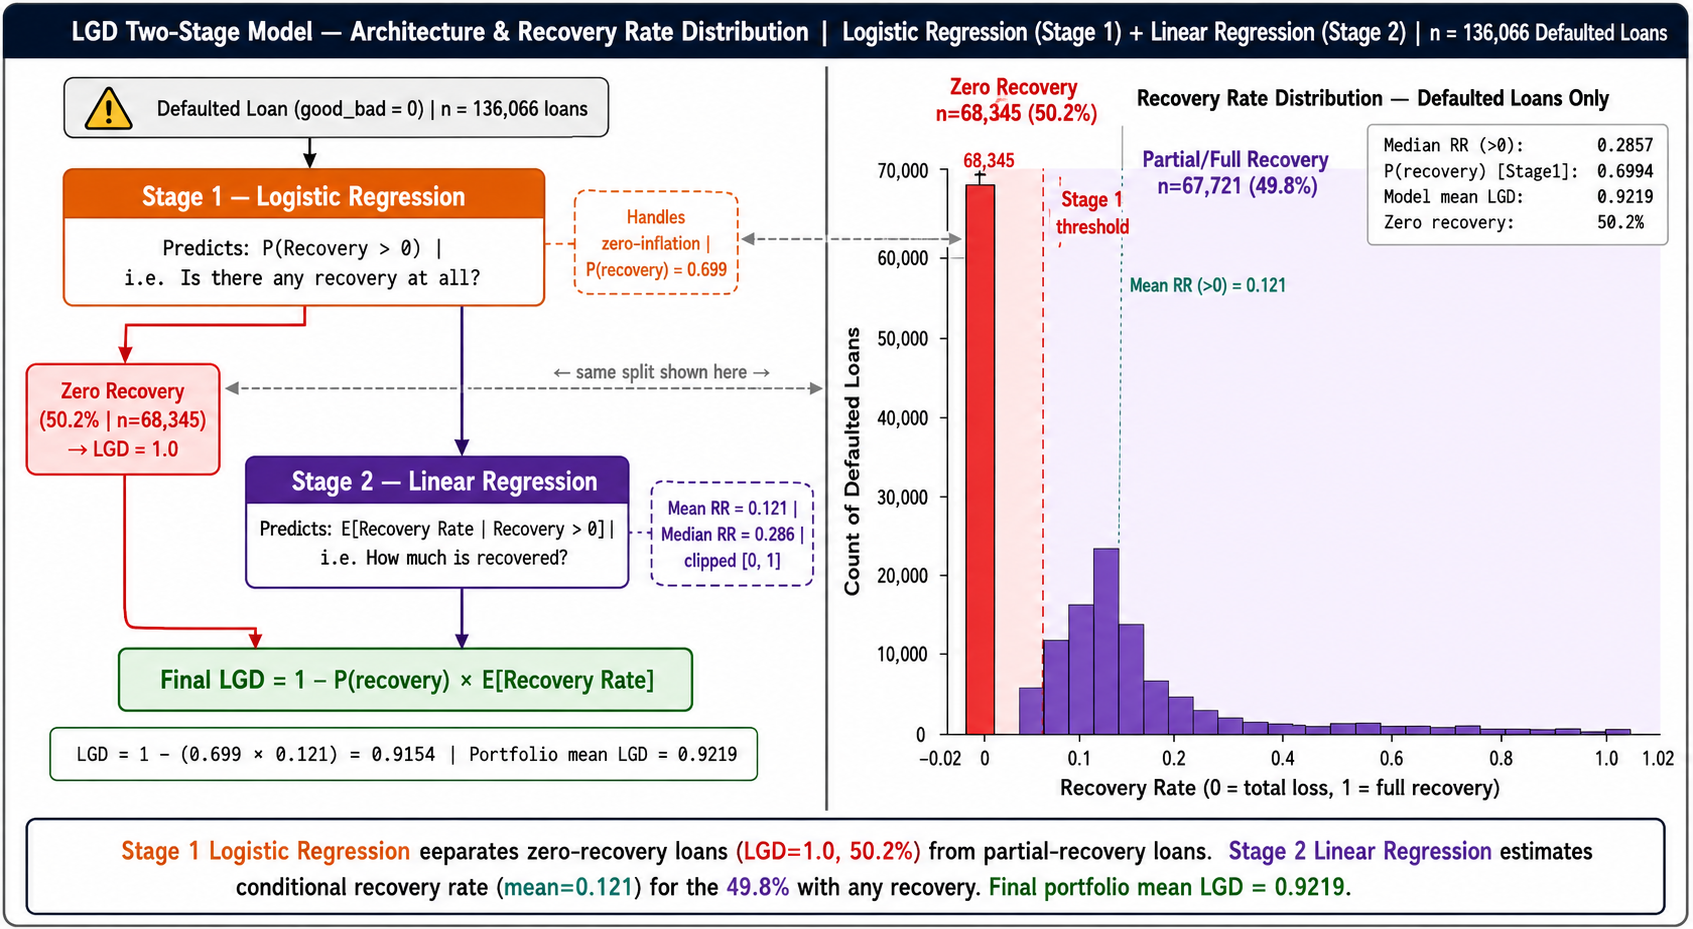 LGD Two-Stage Model — Architecture & Recovery Rate Distribution | Logistic Regression (Stage 1) + Linear Regression (Stage 2) | n = 136,066 Defaulted Loans
Defaulted Loan (good_bad = 0) | n = 136,066 loans
Stage 1 — Logistic Regression
Predicts: P(Recovery > 0) |
i.e. Is there any recovery at all?
Handles
zero-inflation |
P(recovery) = 0.699
Zero Recovery
(50.2% | n=68,345)
→ LGD = 1.0
← same split shown here →
Stage 2 — Linear Regression
Predicts: E[Recovery Rate | Recovery > 0] |
i.e. How much is recovered?
Mean RR = 0.121 |
Median RR = 0.286 |
clipped [0, 1]
Final LGD = 1 – P(recovery) × E[Recovery Rate]
LGD = 1 – (0.699 × 0.121) = 0.9154 | Portfolio mean LGD = 0.9219
Zero Recovery
n=68,345 (50.2%)
Recovery Rate Distribution — Defaulted Loans Only
Median RR (>0): 0.2857
P(recovery) [Stage1]: 0.6994
Model mean LGD: 0.9219
Zero recovery: 50.2%
Partial/Full Recovery
n=67,721 (49.8%)
68,345
Stage 1
threshold
Mean RR (>0) = 0.121
Count of Defaulted Loans
70,000
60,000
50,000
40,000
30,000
20,000
10,000
0
−0.02 0 0.1 0.2 0.4 0.6 0.8 1.0 1.02
Recovery Rate (0 = total loss, 1 = full recovery)
Stage 1 Logistic Regression eeparates zero-recovery loans (LGD=1.0, 50.2%) from partial-recovery loans. Stage 2 Linear Regression estimates
conditional recovery rate (mean=0.121) for the 49.8% with any recovery. Final portfolio mean LGD = 0.9219.